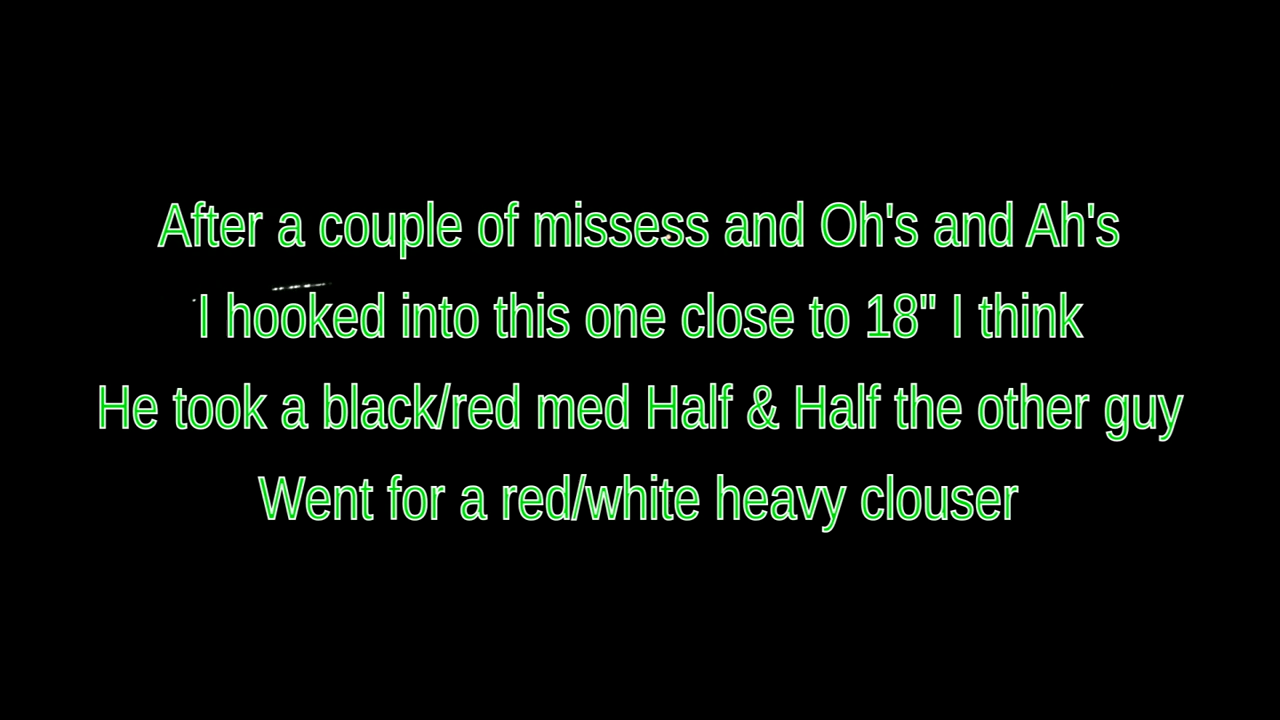 After a couple of missess and Oh's and Ah's
I hooked into this one close to 18" I think
He took a black/red med Half & Half the other guy
Went for a red/white heavy clouser